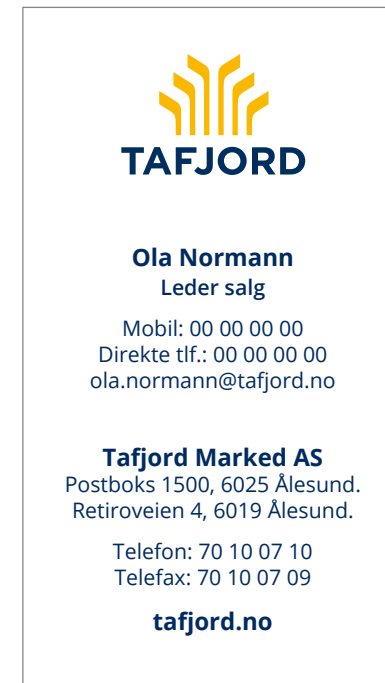 TAFJORD
Ola Normann
Leder salg
Mobil: 00 00 00 00
Direkte tlf.: 00 00 00 00
ola.normann@tafjord.no
Tafjord Marked AS
Postboks 1500, 6025 Ålesund.
Retiroveien 4, 6019 Ålesund.
Telefon: 70 10 07 10
Telefax: 70 10 07 09
tafjord.no